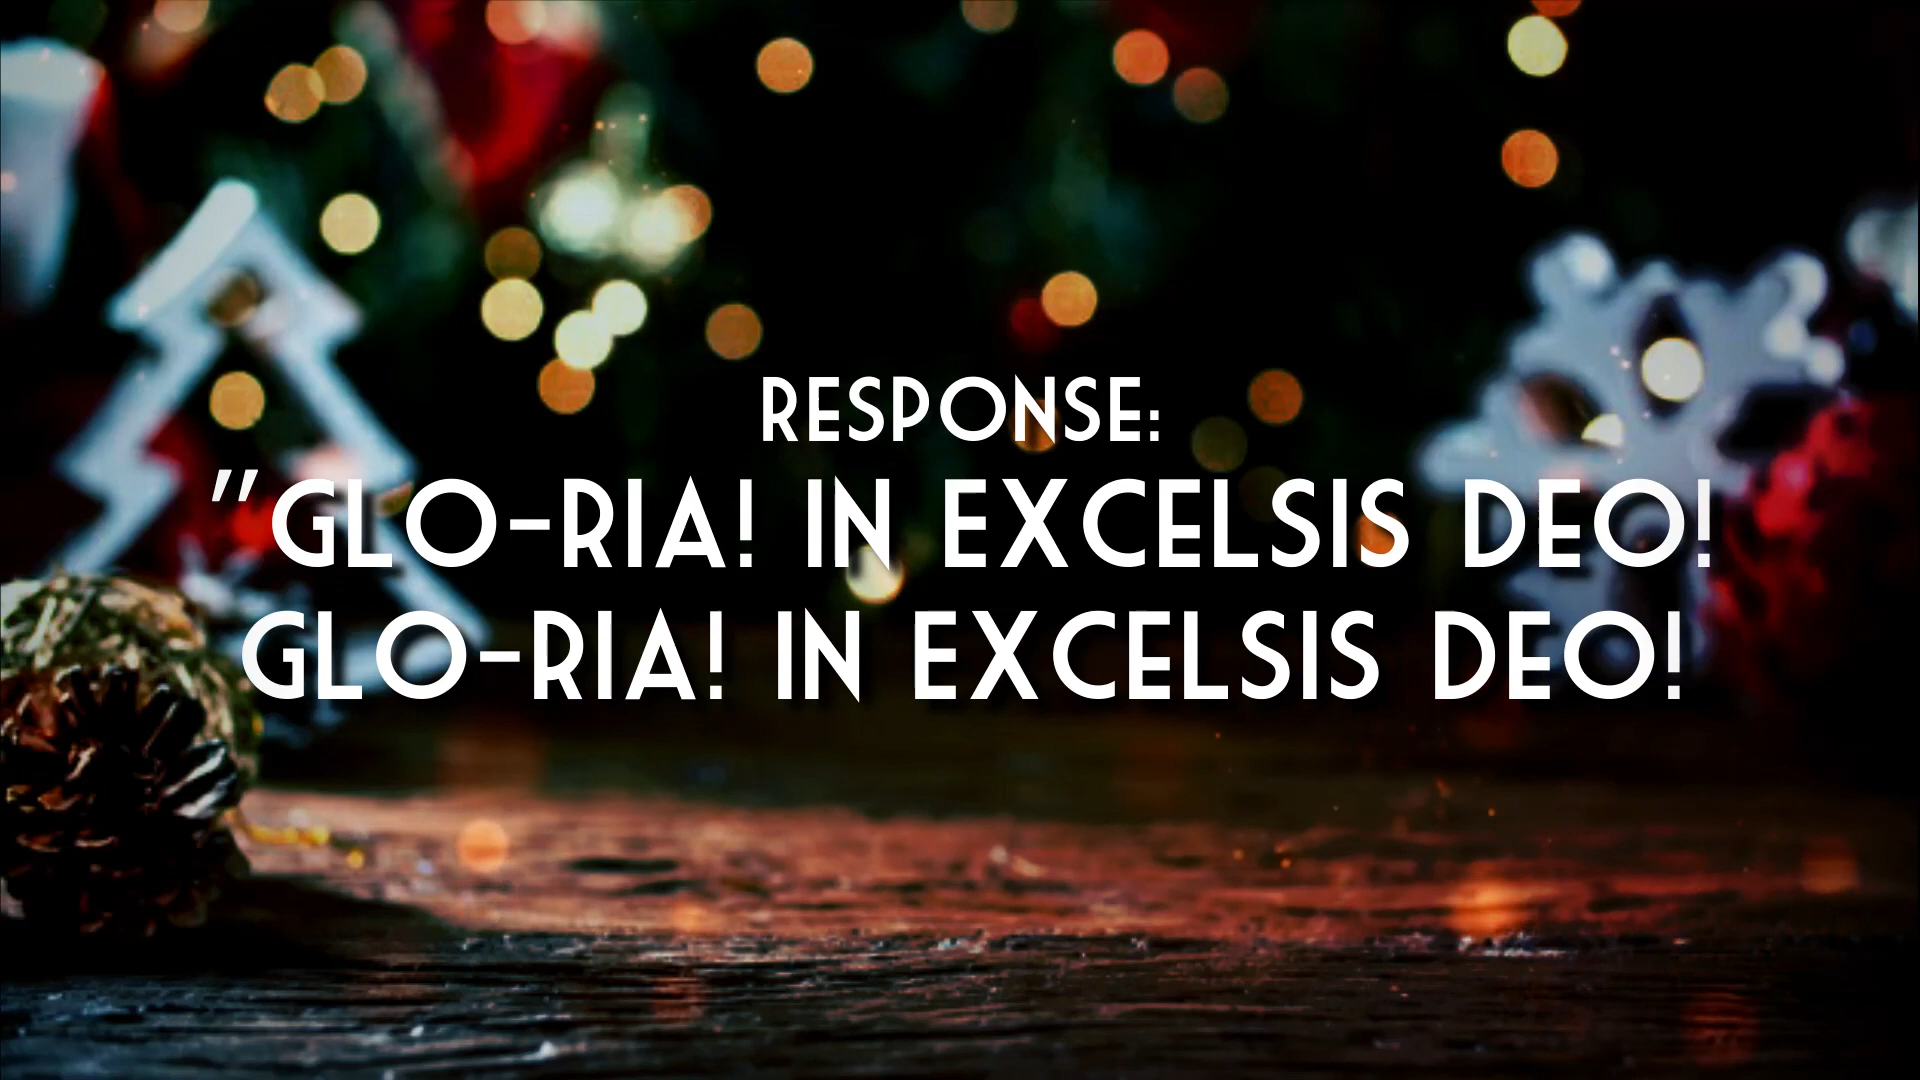 RESPONSE:
"GLO-RIA! IN EXCELSIS DEO!
GLO-RIA! IN EXCELSIS DEO!